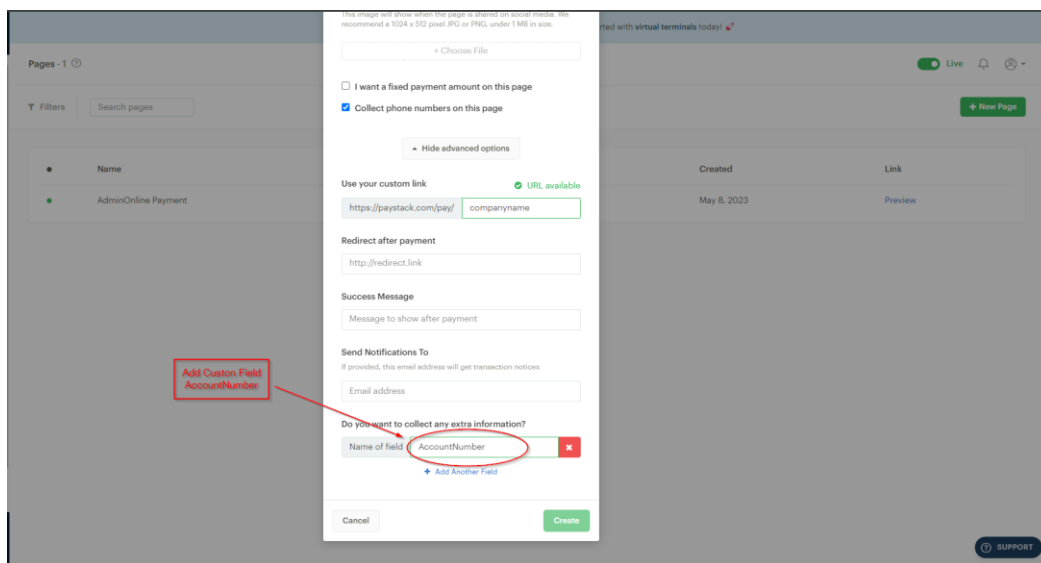 This image will show when the page is shared on social media. We
recommend a 1024 x 512 pixel JPG or PNG, under 1 MB in size.
rted with virtual terminals today!
+ Choose File
Pages - 1
Live
I want a fixed payment amount on this page
Filters
Search pages
Collect phone numbers on this page
+ New Page
Hide advanced options
Name
Created
Link
Use your custom link
URL available
AdminOnline Payment
https://paystack.com/pay/
companyname
May 8, 2023
Preview
Redirect after payment
http://redirect.link
Success Message
Message to show after payment
Send Notifications To
If provided, this email address will get transaction notices
Add Custon Field
AccountNumber
Email address
Do you want to collect any extra information?
Name of field
AccountNumber
+ Add Another Field
Cancel
Create
SUPPORT